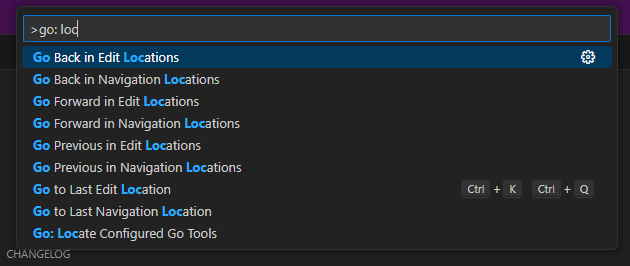 >go: loc
Go Back in Edit Locations
Go Back in Navigation Locations
Go Forward in Edit Locations
Go Forward in Navigation Locations
Go Previous in Edit Locations
Go Previous in Navigation Locations
Go to Last Edit Location Ctrl + K Ctrl + Q
Go to Last Navigation Location
Go: Locate Configured Go Tools
CHANGELOG